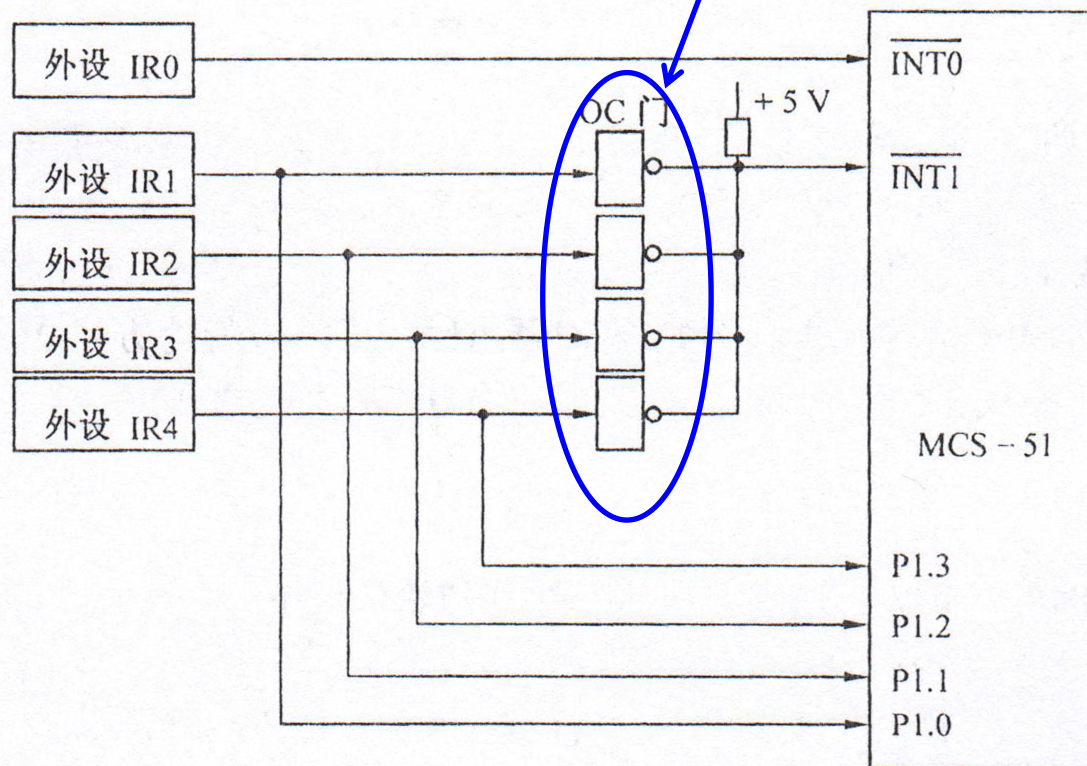 外设 IR0
外设 IR1
外设 IR2
外设 IR3
外设 IR4
OC 门
+5 V
INT0
INT1
MCS-51
P1.3
P1.2
P1.1
P1.0